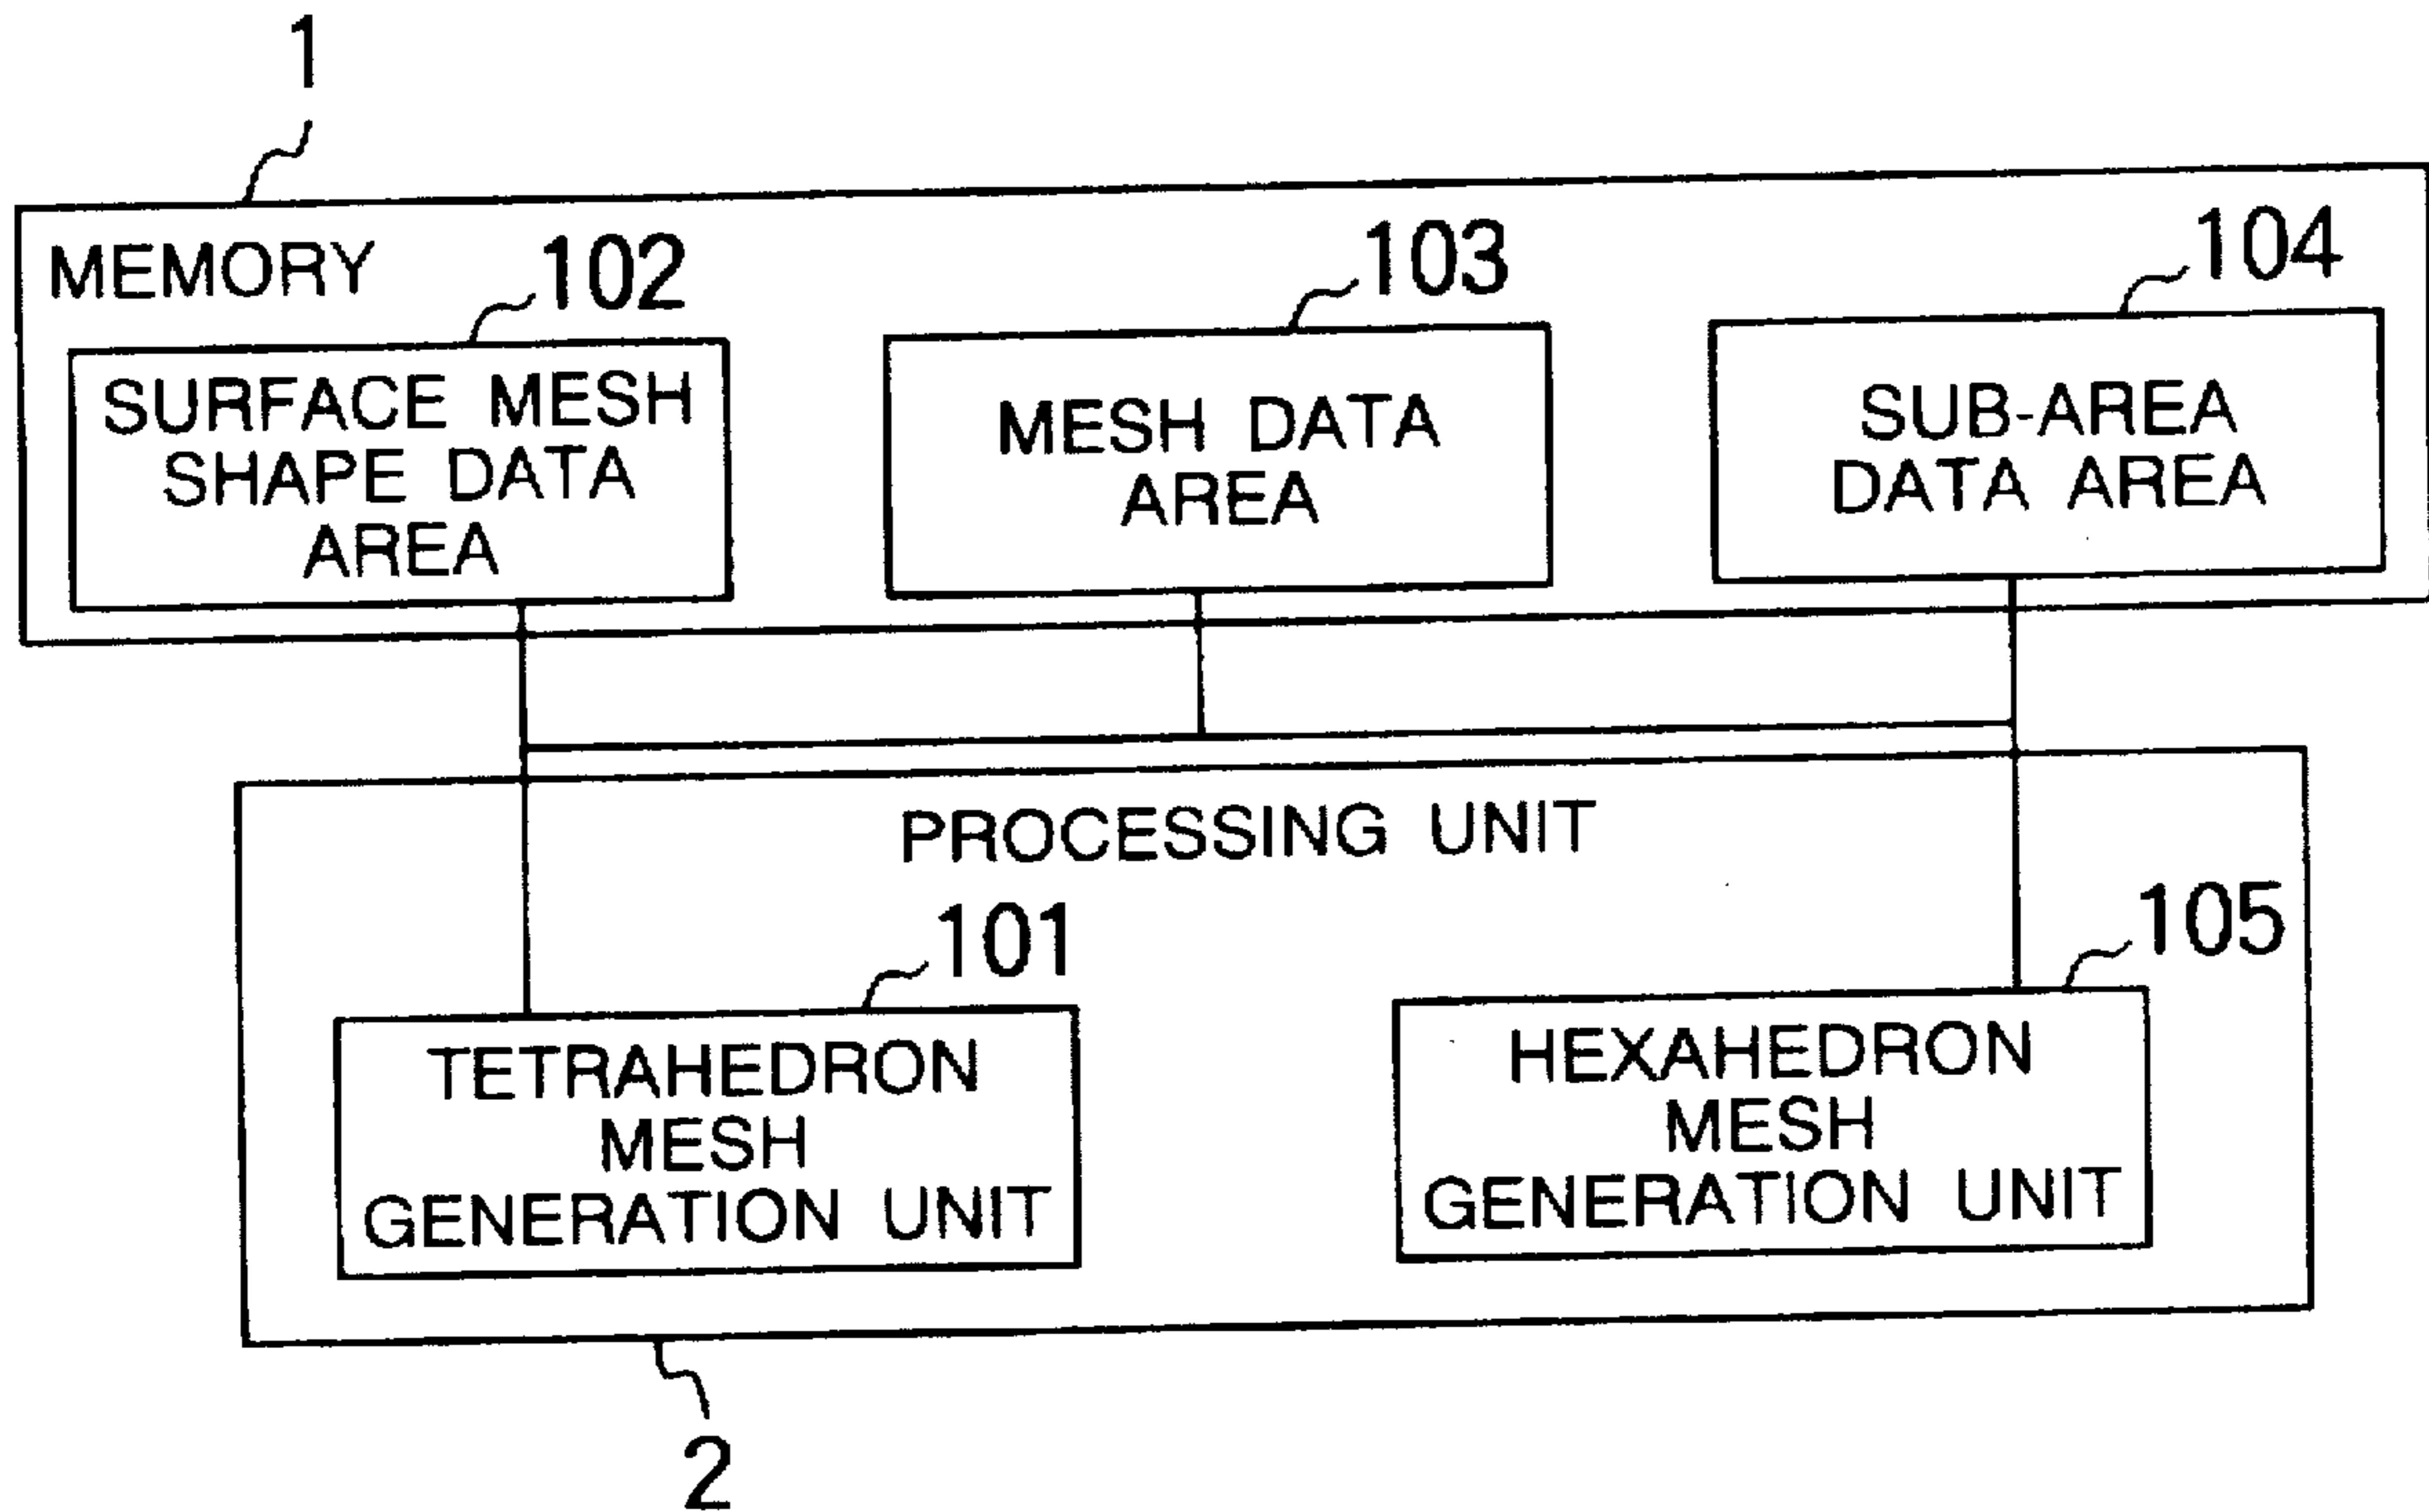 1
MEMORY
102
103
104
SURFACE MESH
SHAPE DATA
AREA
MESH DATA
AREA
SUB-AREA
DATA AREA
PROCESSING UNIT
101
105
TETRAHEDRON
MESH
GENERATION UNIT
HEXAHEDRON
MESH
GENERATION UNIT
2